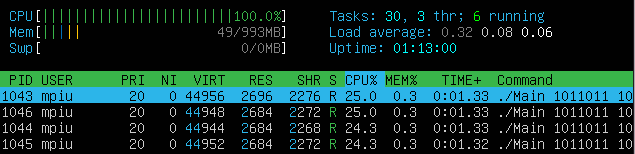 CPU[||||||||||||||||||||||||100.0%] Tasks: 30, 3 thr; 6 running
Mem[||||| 49/993MB] Load average: 0.32 0.08 0.06
Swp[ 0/0MB] Uptime: 01:13:00
PID USER PRI NI VIRT RES SHR S CPU% MEM% TIME+ Command
1043 mpiu 20 0 44956 2696 2276 R 25.0 0.3 0:01.33 ./Main 1011011 10
1046 mpiu 20 0 44948 2684 2272 R 25.0 0.3 0:01.33 ./Main 1011011 10
1044 mpiu 20 0 44944 2684 2268 R 24.3 0.3 0:01.33 ./Main 1011011 10
1045 mpiu 20 0 44952 2684 2272 R 24.3 0.3 0:01.32 ./Main 1011011 10